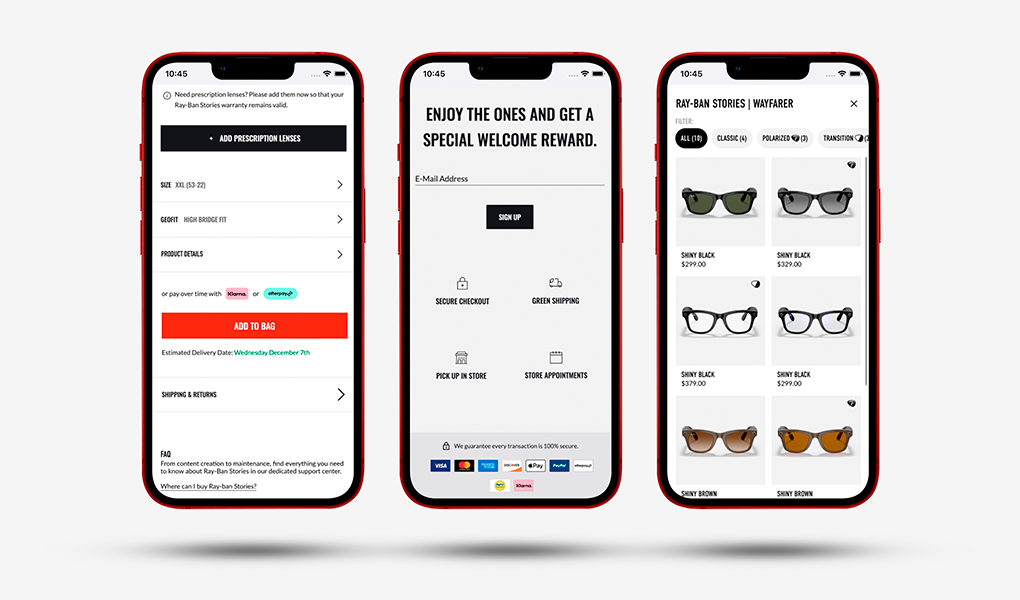 10:45
Need prescription lenses? Please add them now so that your
Ray-Ban Stories warranty remains valid.
+ ADD PRESCRIPTION LENSES
SIZE XXL (53-22)
GEOFIT HIGH BRIDGE FIT
PRODUCT DETAILS
or pay over time with Klarna. or afterpay
ADD TO BAG
Estimated Delivery Date: Wednesday December 7th
SHIPPING & RETURNS
FAQ
From content creation to maintenance, find everything you need
to know about Ray-Ban Stories in our dedicated support center.
Where can I buy Ray-ban Stories?
10:45
ENJOY THE ONES AND GET A
SPECIAL WELCOME REWARD.
E-Mail Address
SIGN UP
SECURE CHECKOUT
GREEN SHIPPING
PICK UP IN STORE
STORE APPOINTMENTS
We guarantee every transaction is 100% secure.
VISA
DISCOVER
Pay
PayPal
afterpay
Klarna.
10:45
RAY-BAN STORIES | WAYFARER
FILTER:
ALL (10)
CLASSIC (4)
POLARIZED (3)
TRANSITION (3
SHINY BLACK
$299.00
SHINY BLACK
$329.00
SHINY BLACK
$379.00
SHINY BLACK
$299.00
SHINY BROWN
SHINY BROWN